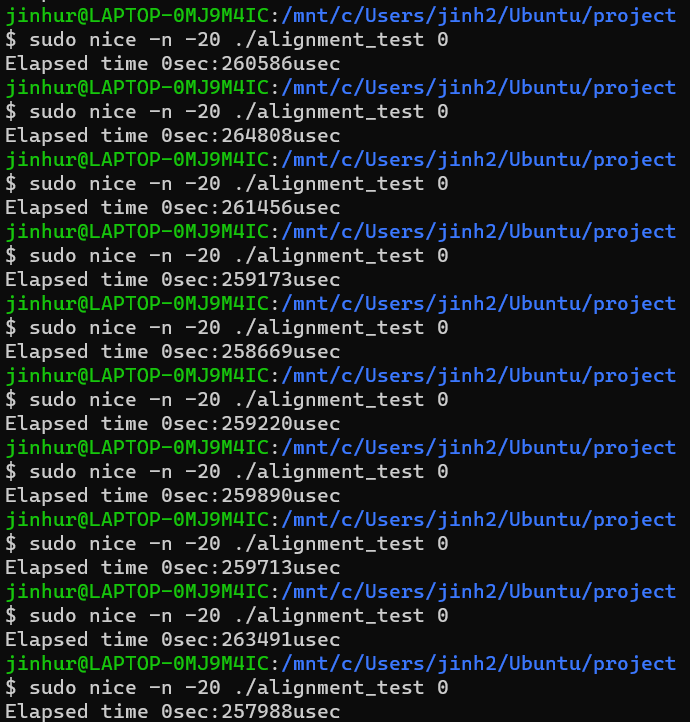 jinhur@LAPTOP-0MJ9M4IC:/mnt/c/Users/jinh2/Ubuntu/project
$ sudo nice -n -20 ./alignment_test 0
Elapsed time 0sec:260586usec
jinhur@LAPTOP-0MJ9M4IC:/mnt/c/Users/jinh2/Ubuntu/project
$ sudo nice -n -20 ./alignment_test 0
Elapsed time 0sec:264808usec
jinhur@LAPTOP-0MJ9M4IC:/mnt/c/Users/jinh2/Ubuntu/project
$ sudo nice -n -20 ./alignment_test 0
Elapsed time 0sec:261456usec
jinhur@LAPTOP-0MJ9M4IC:/mnt/c/Users/jinh2/Ubuntu/project
$ sudo nice -n -20 ./alignment_test 0
Elapsed time 0sec:259173usec
jinhur@LAPTOP-0MJ9M4IC:/mnt/c/Users/jinh2/Ubuntu/project
$ sudo nice -n -20 ./alignment_test 0
Elapsed time 0sec:258669usec
jinhur@LAPTOP-0MJ9M4IC:/mnt/c/Users/jinh2/Ubuntu/project
$ sudo nice -n -20 ./alignment_test 0
Elapsed time 0sec:259220usec
jinhur@LAPTOP-0MJ9M4IC:/mnt/c/Users/jinh2/Ubuntu/project
$ sudo nice -n -20 ./alignment_test 0
Elapsed time 0sec:259890usec
jinhur@LAPTOP-0MJ9M4IC:/mnt/c/Users/jinh2/Ubuntu/project
$ sudo nice -n -20 ./alignment_test 0
Elapsed time 0sec:259713usec
jinhur@LAPTOP-0MJ9M4IC:/mnt/c/Users/jinh2/Ubuntu/project
$ sudo nice -n -20 ./alignment_test 0
Elapsed time 0sec:263491usec
jinhur@LAPTOP-0MJ9M4IC:/mnt/c/Users/jinh2/Ubuntu/project
$ sudo nice -n -20 ./alignment_test 0
Elapsed time 0sec:257988usec